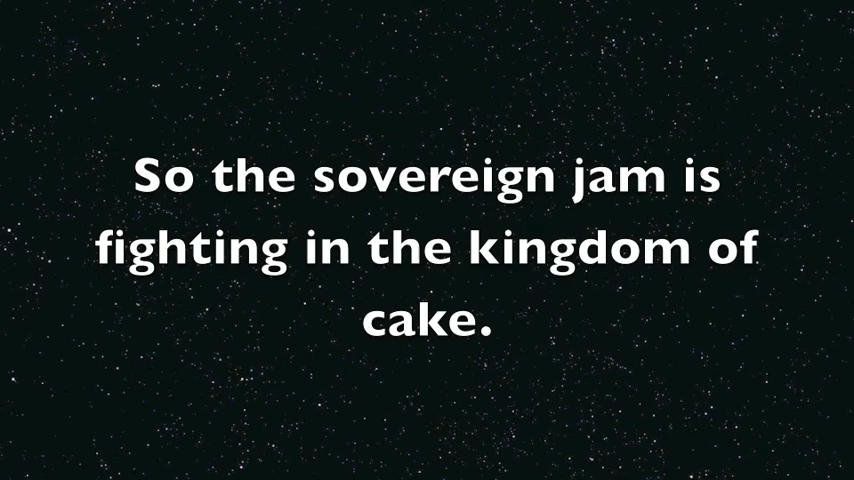 So the sovereign jam is
fighting in the kingdom of
cake.